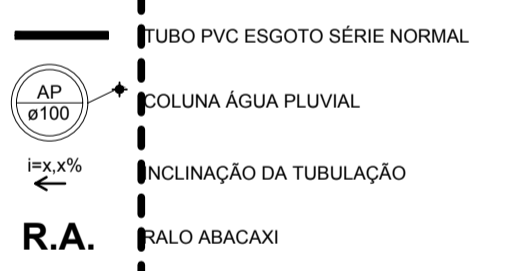 TUBO PVC ESGOTO SÉRIE NORMAL
AP
ø100
COLUNA ÁGUA PLUVIAL
i=x,x%
INCLINAÇÃO DA TUBULAÇÃO
R.A.
RALO ABACAXI